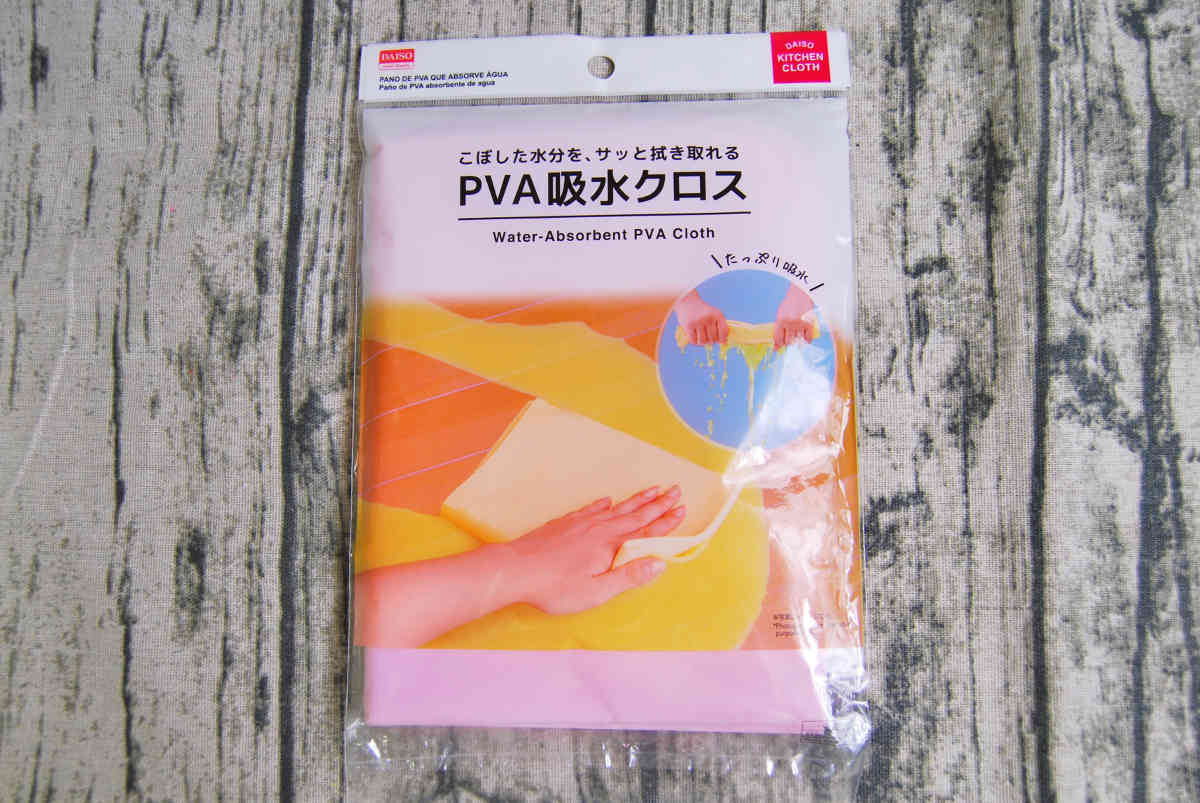 DAISO
PANO DE PVA QUE ABSORVE ÁGUA
Paño de PVA absorbente de agua
DAISO
KITCHEN
CLOTH
こぼした水分を、サッと拭き取れる
PVA吸水クロス
Water-Absorbent PVA Cloth
たっぷり吸水